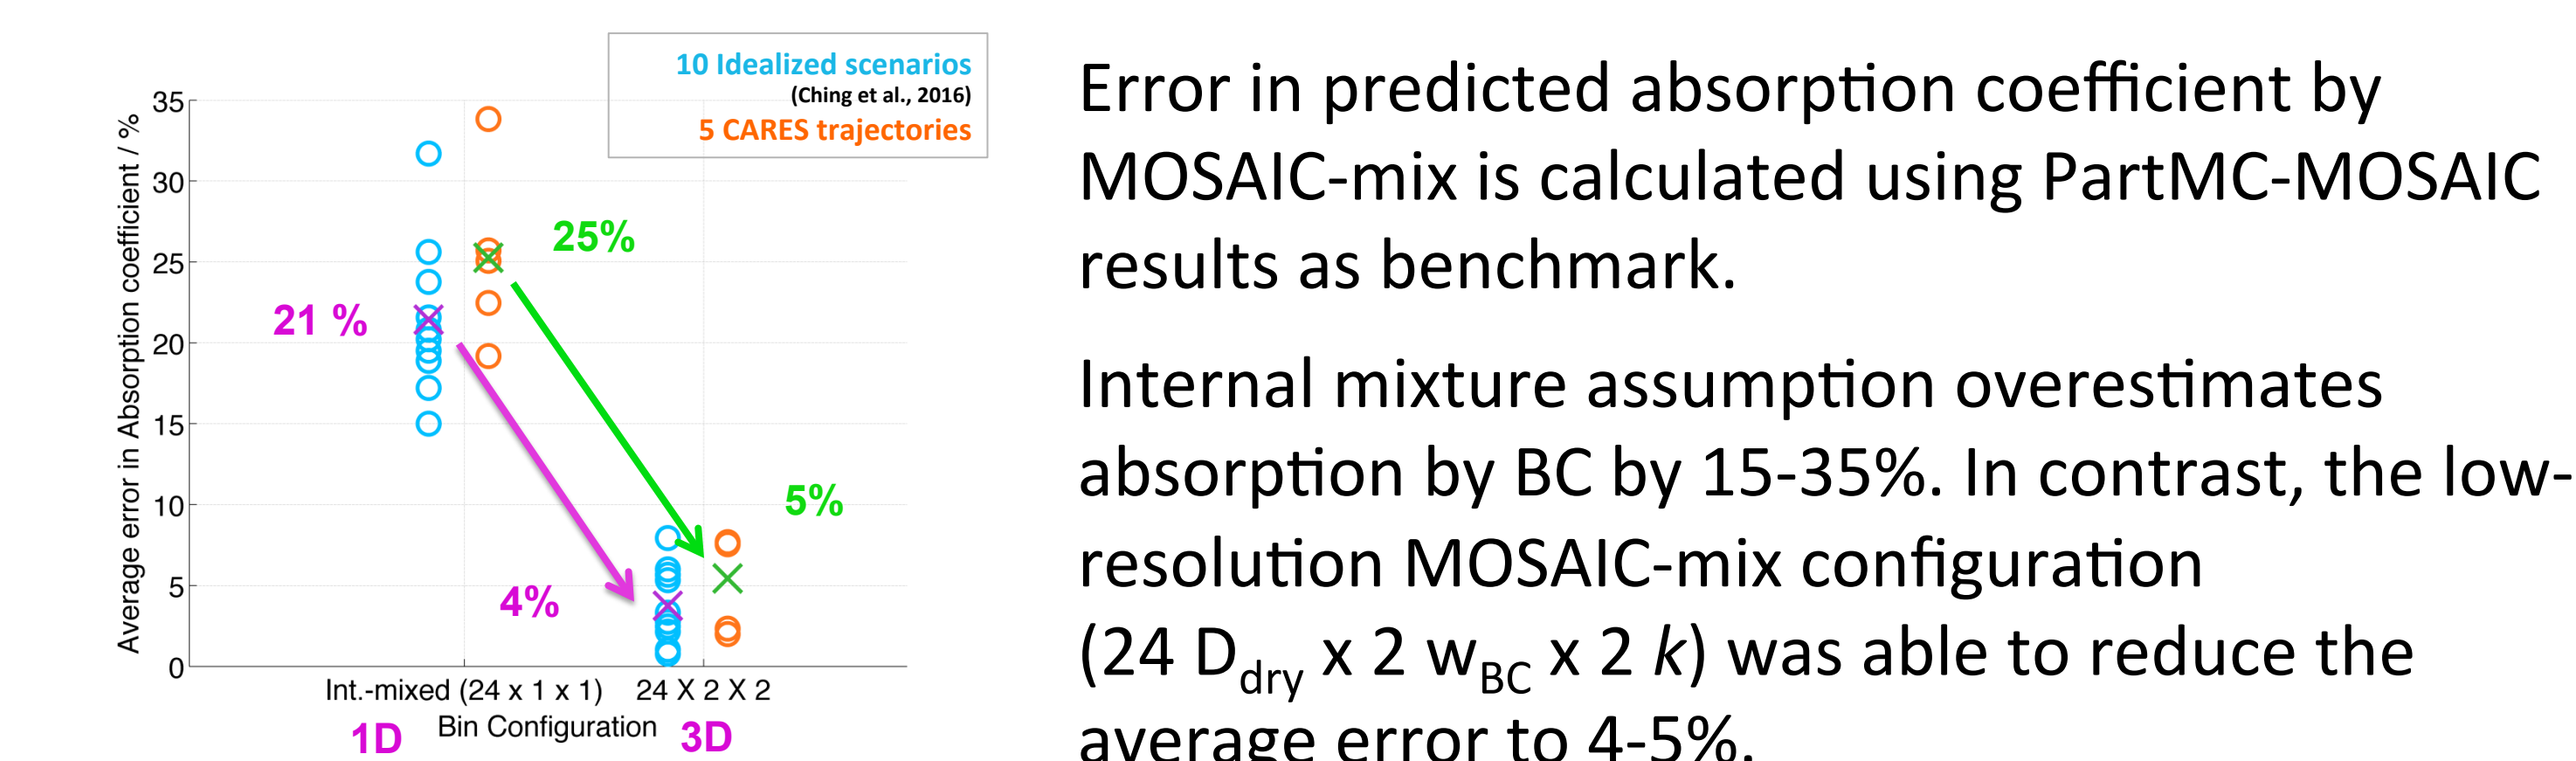 10 Idealized scenarios
(Ching et al., 2016)
5 CARES trajectories
Average error in Absorption coefficient / %
35
30
25
20
15
10
5
0
21 %
25%
4%
5%
Int.-mixed (24 x 1 x 1)
24 X 2 X 2
1D
Bin Configuration
3D
Error in predicted absorption coefficient by
MOSAIC-mix is calculated using PartMC-MOSAIC
results as benchmark.
Internal mixture assumption overestimates
absorption by BC by 15-35%. In contrast, the low-
resolution MOSAIC-mix configuration
(24 Ddry x 2 wBC x 2 k) was able to reduce the
average error to 4-5%.